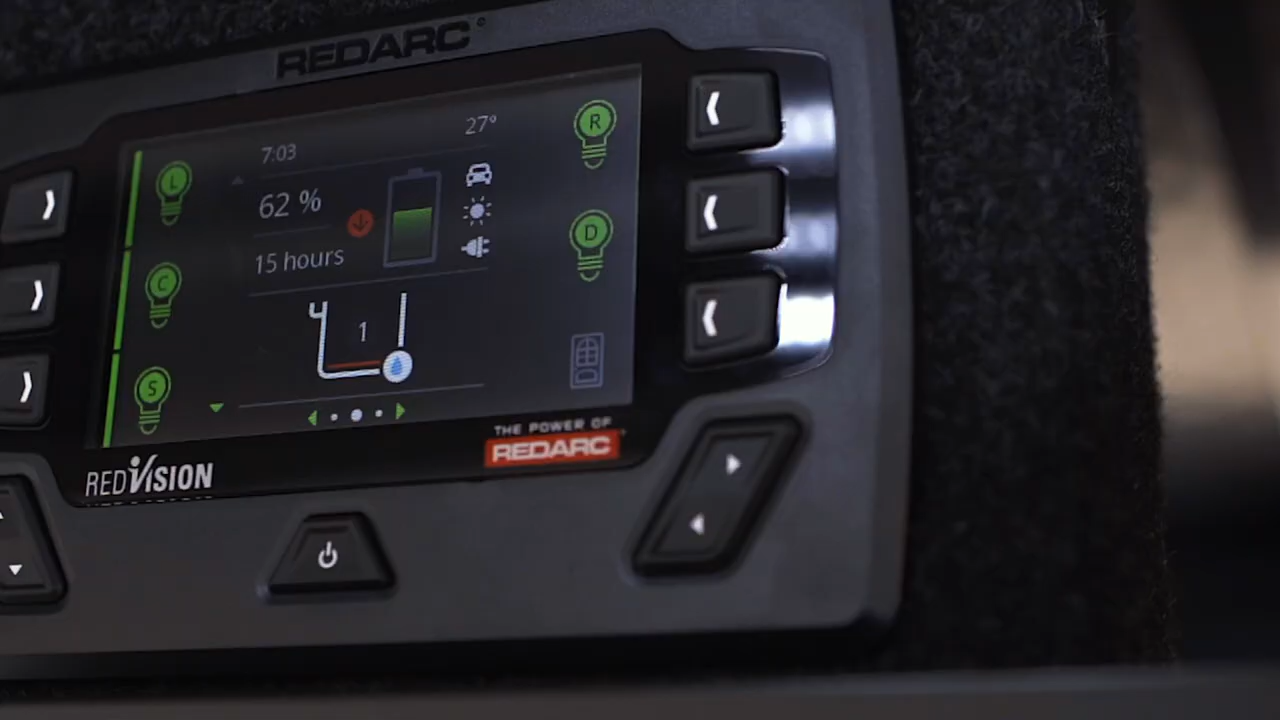 REDARC
7:03
27°
L
62 %
15 hours
R
C
D
1
S
THE POWER OF
REDARC
REDVISION